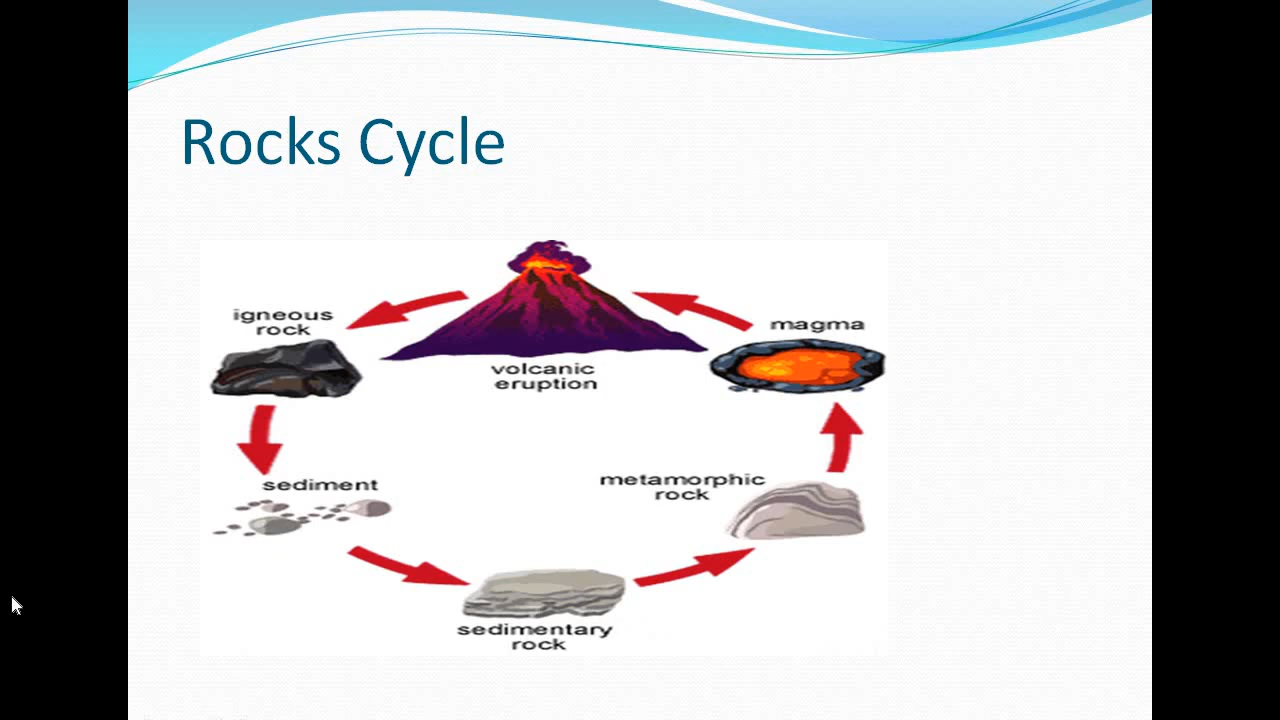 Rocks Cycle
igneous
rock
volcanic
eruption
magma
sediment
metamorphic
rock
sedimentary
rock